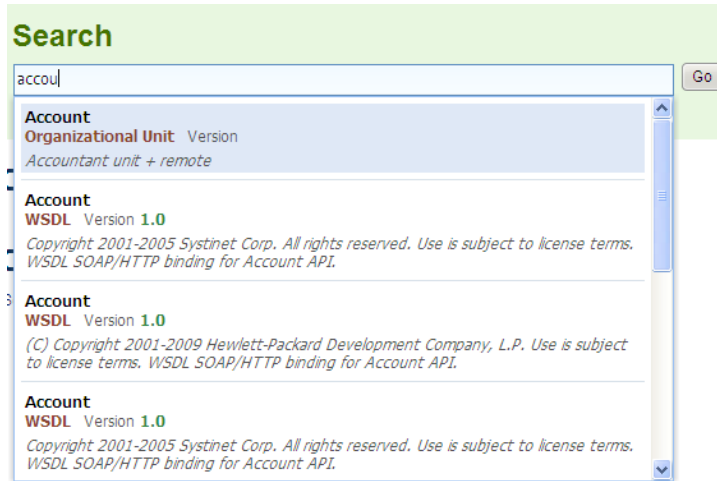 Search
accou
Go
Account
Organizational Unit Version
Accountant unit + remote
Account
WSDL Version 1.0
Copyright 2001-2005 Systinet Corp. All rights reserved. Use is subject to license terms.
WSDL SOAP/HTTP binding for Account API.
Account
WSDL Version 1.0
(C) Copyright 2001-2009 Hewlett-Packard Development Company, L.P. Use is subject
to license terms. WSDL SOAP/HTTP binding for Account API.
Account
WSDL Version 1.0
Copyright 2001-2005 Systinet Corp. All rights reserved. Use is subject to license terms.
WSDL SOAP/HTTP binding for Account API.